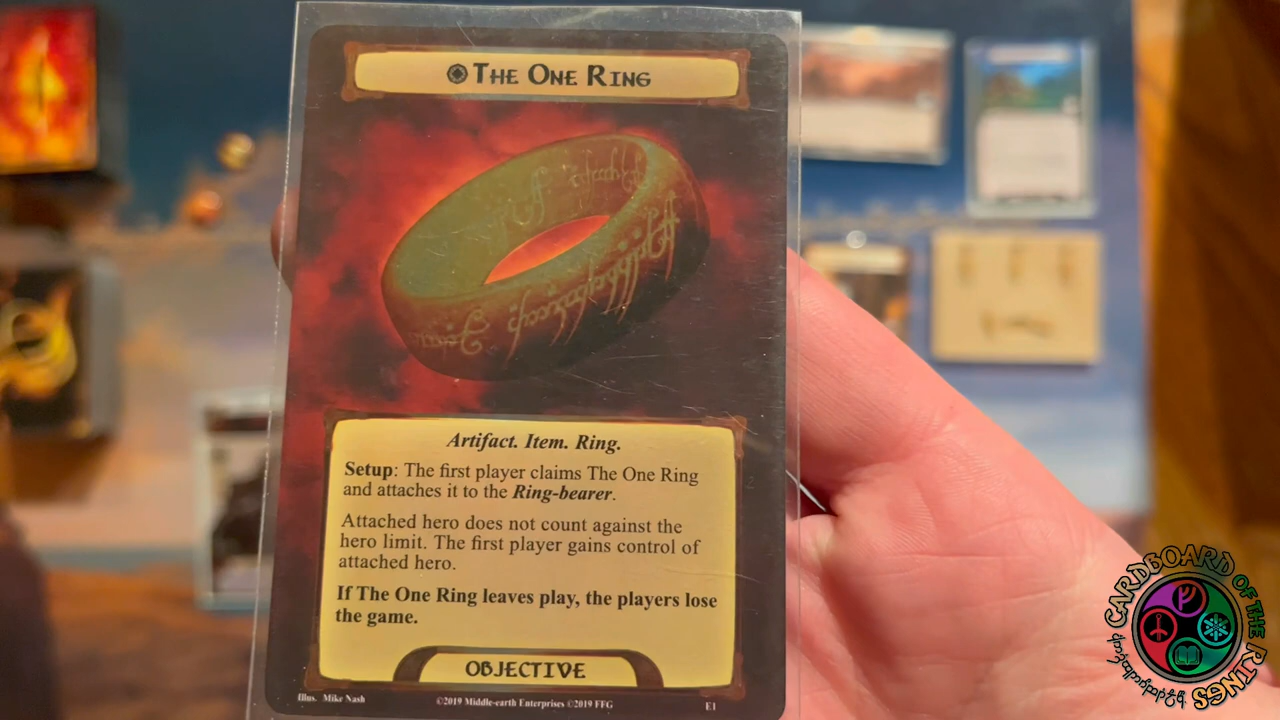 The One Ring
Artifact. Item. Ring.
Setup: The first player claims The One Ring
and attaches it to the Ring-bearer.
Attached hero does not count against the
hero limit. The first player gains control of
attached hero.
If The One Ring leaves play, the players lose
the game.
OBJECTIVE
Illus. Mike Nash
©2019 Middle-earth Enterprises ©2019 FFG
E1
CARDBOARD OF THE RINGS